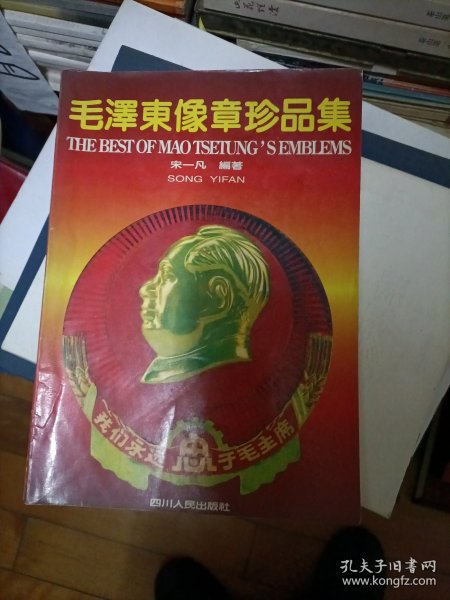 毛澤東像章珍品集
THE BEST OF MAO TSETUNG'S EMBLEMS
宋一凡 編著
SONG YIFAN
我们永远忠于毛主席
四川人民出版社
孔夫子旧书网
www.kongfz.com